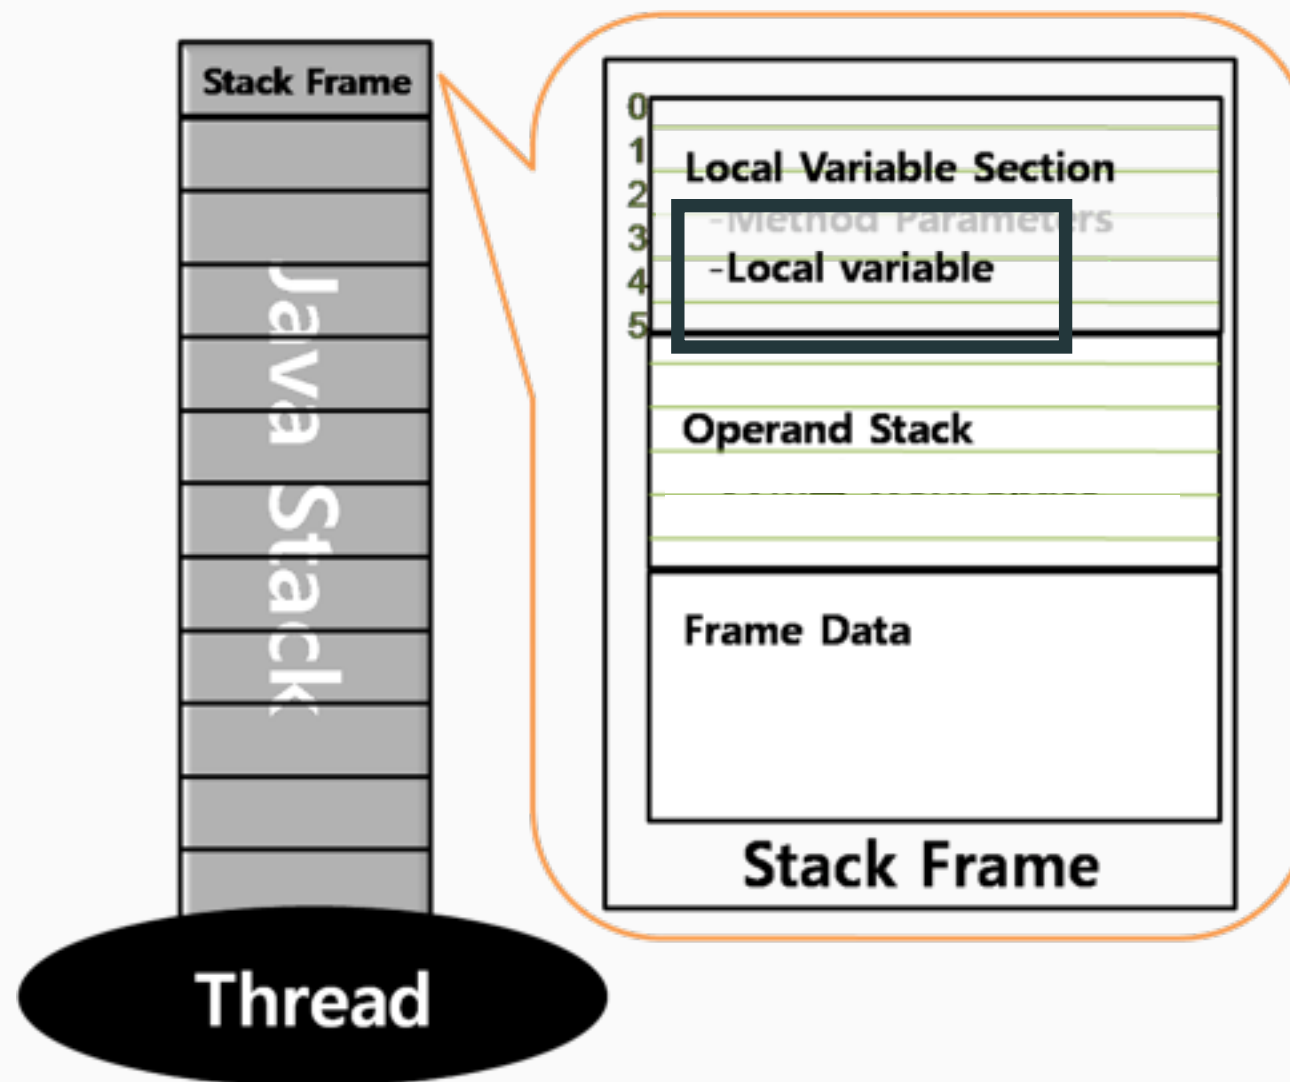 Stack Frame
Java Stack
Thread
0
1
2
3
4
5
Local Variable Section
-Method Parameters
-Local variable
Operand Stack
Frame Data
Stack Frame